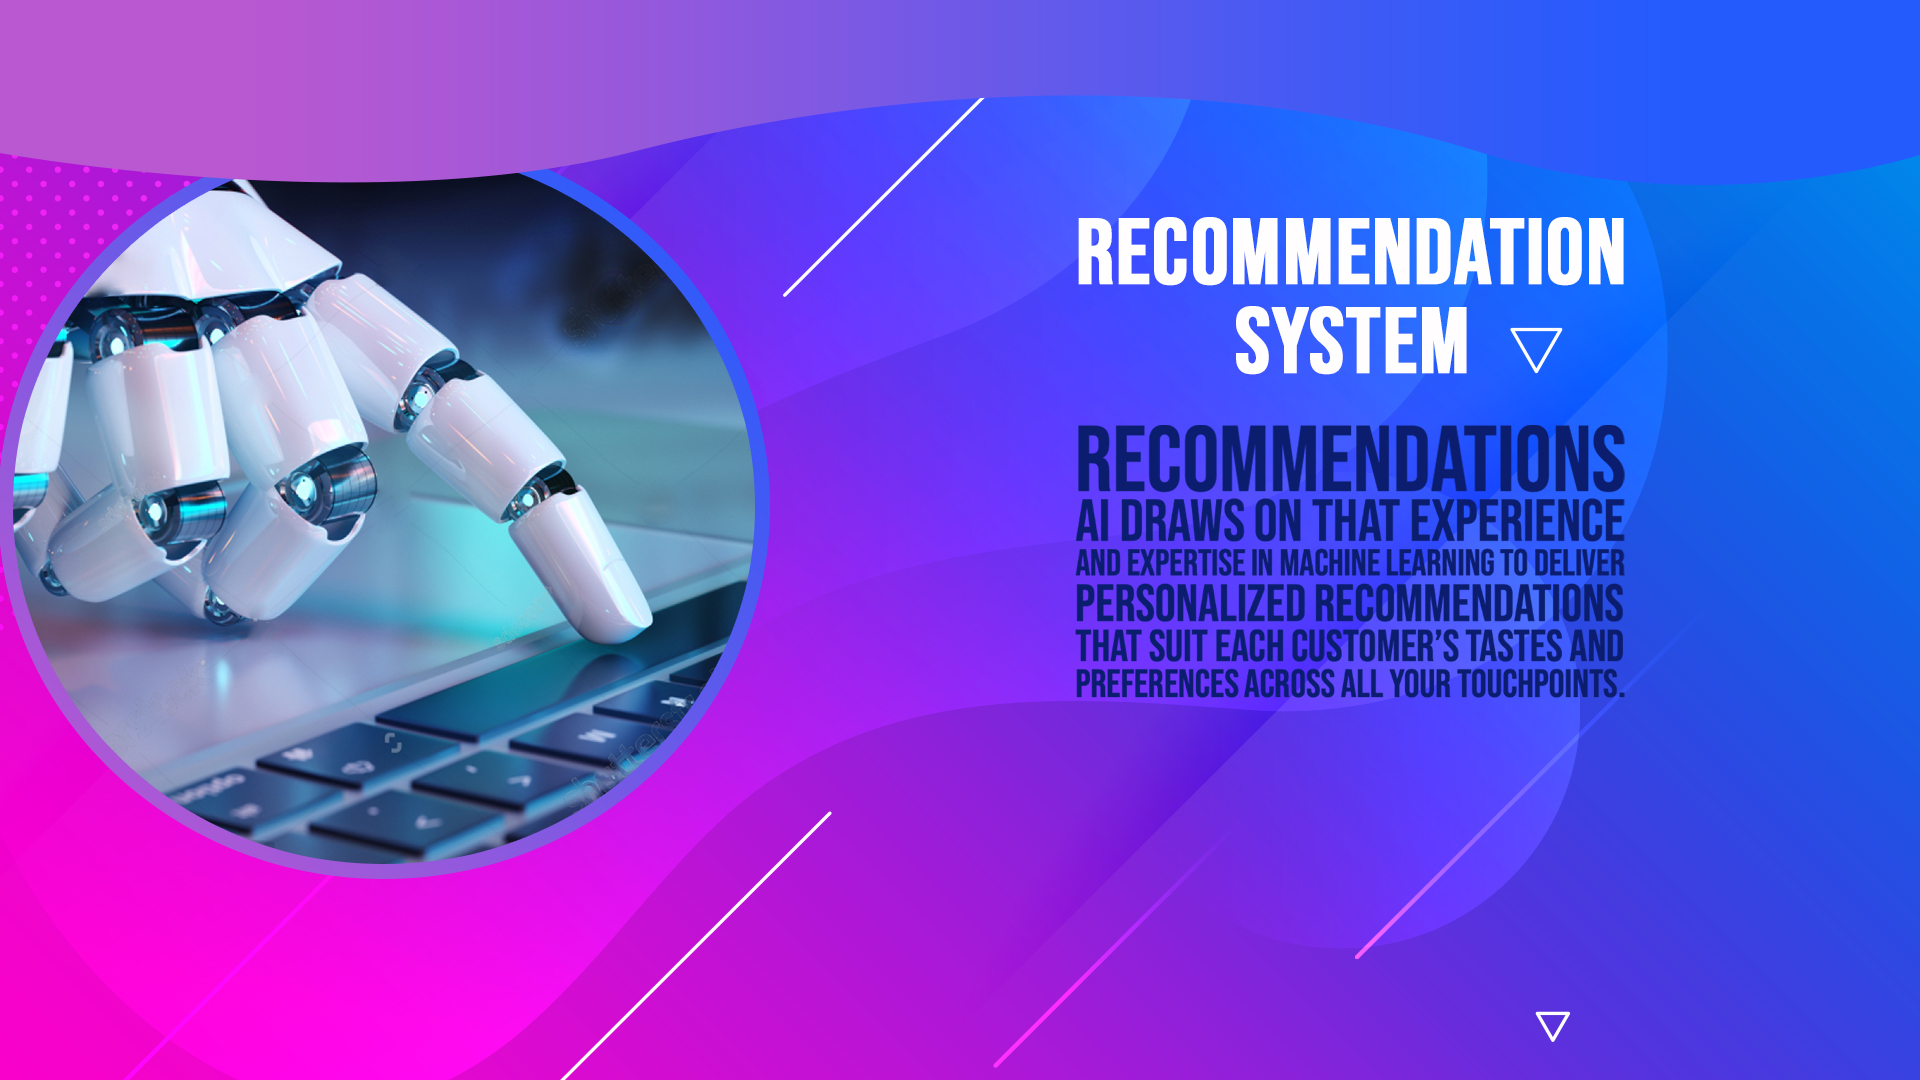 RECOMMENDATION
SYSTEM
RECOMMENDATIONS
AI DRAWS ON THAT EXPERIENCE
AND EXPERTISE IN MACHINE LEARNING TO DELIVER
PERSONALIZED RECOMMENDATIONS
THAT SUIT EACH CUSTOMER’S TASTES AND
PREFERENCES ACROSS ALL YOUR TOUCHPOINTS.
option